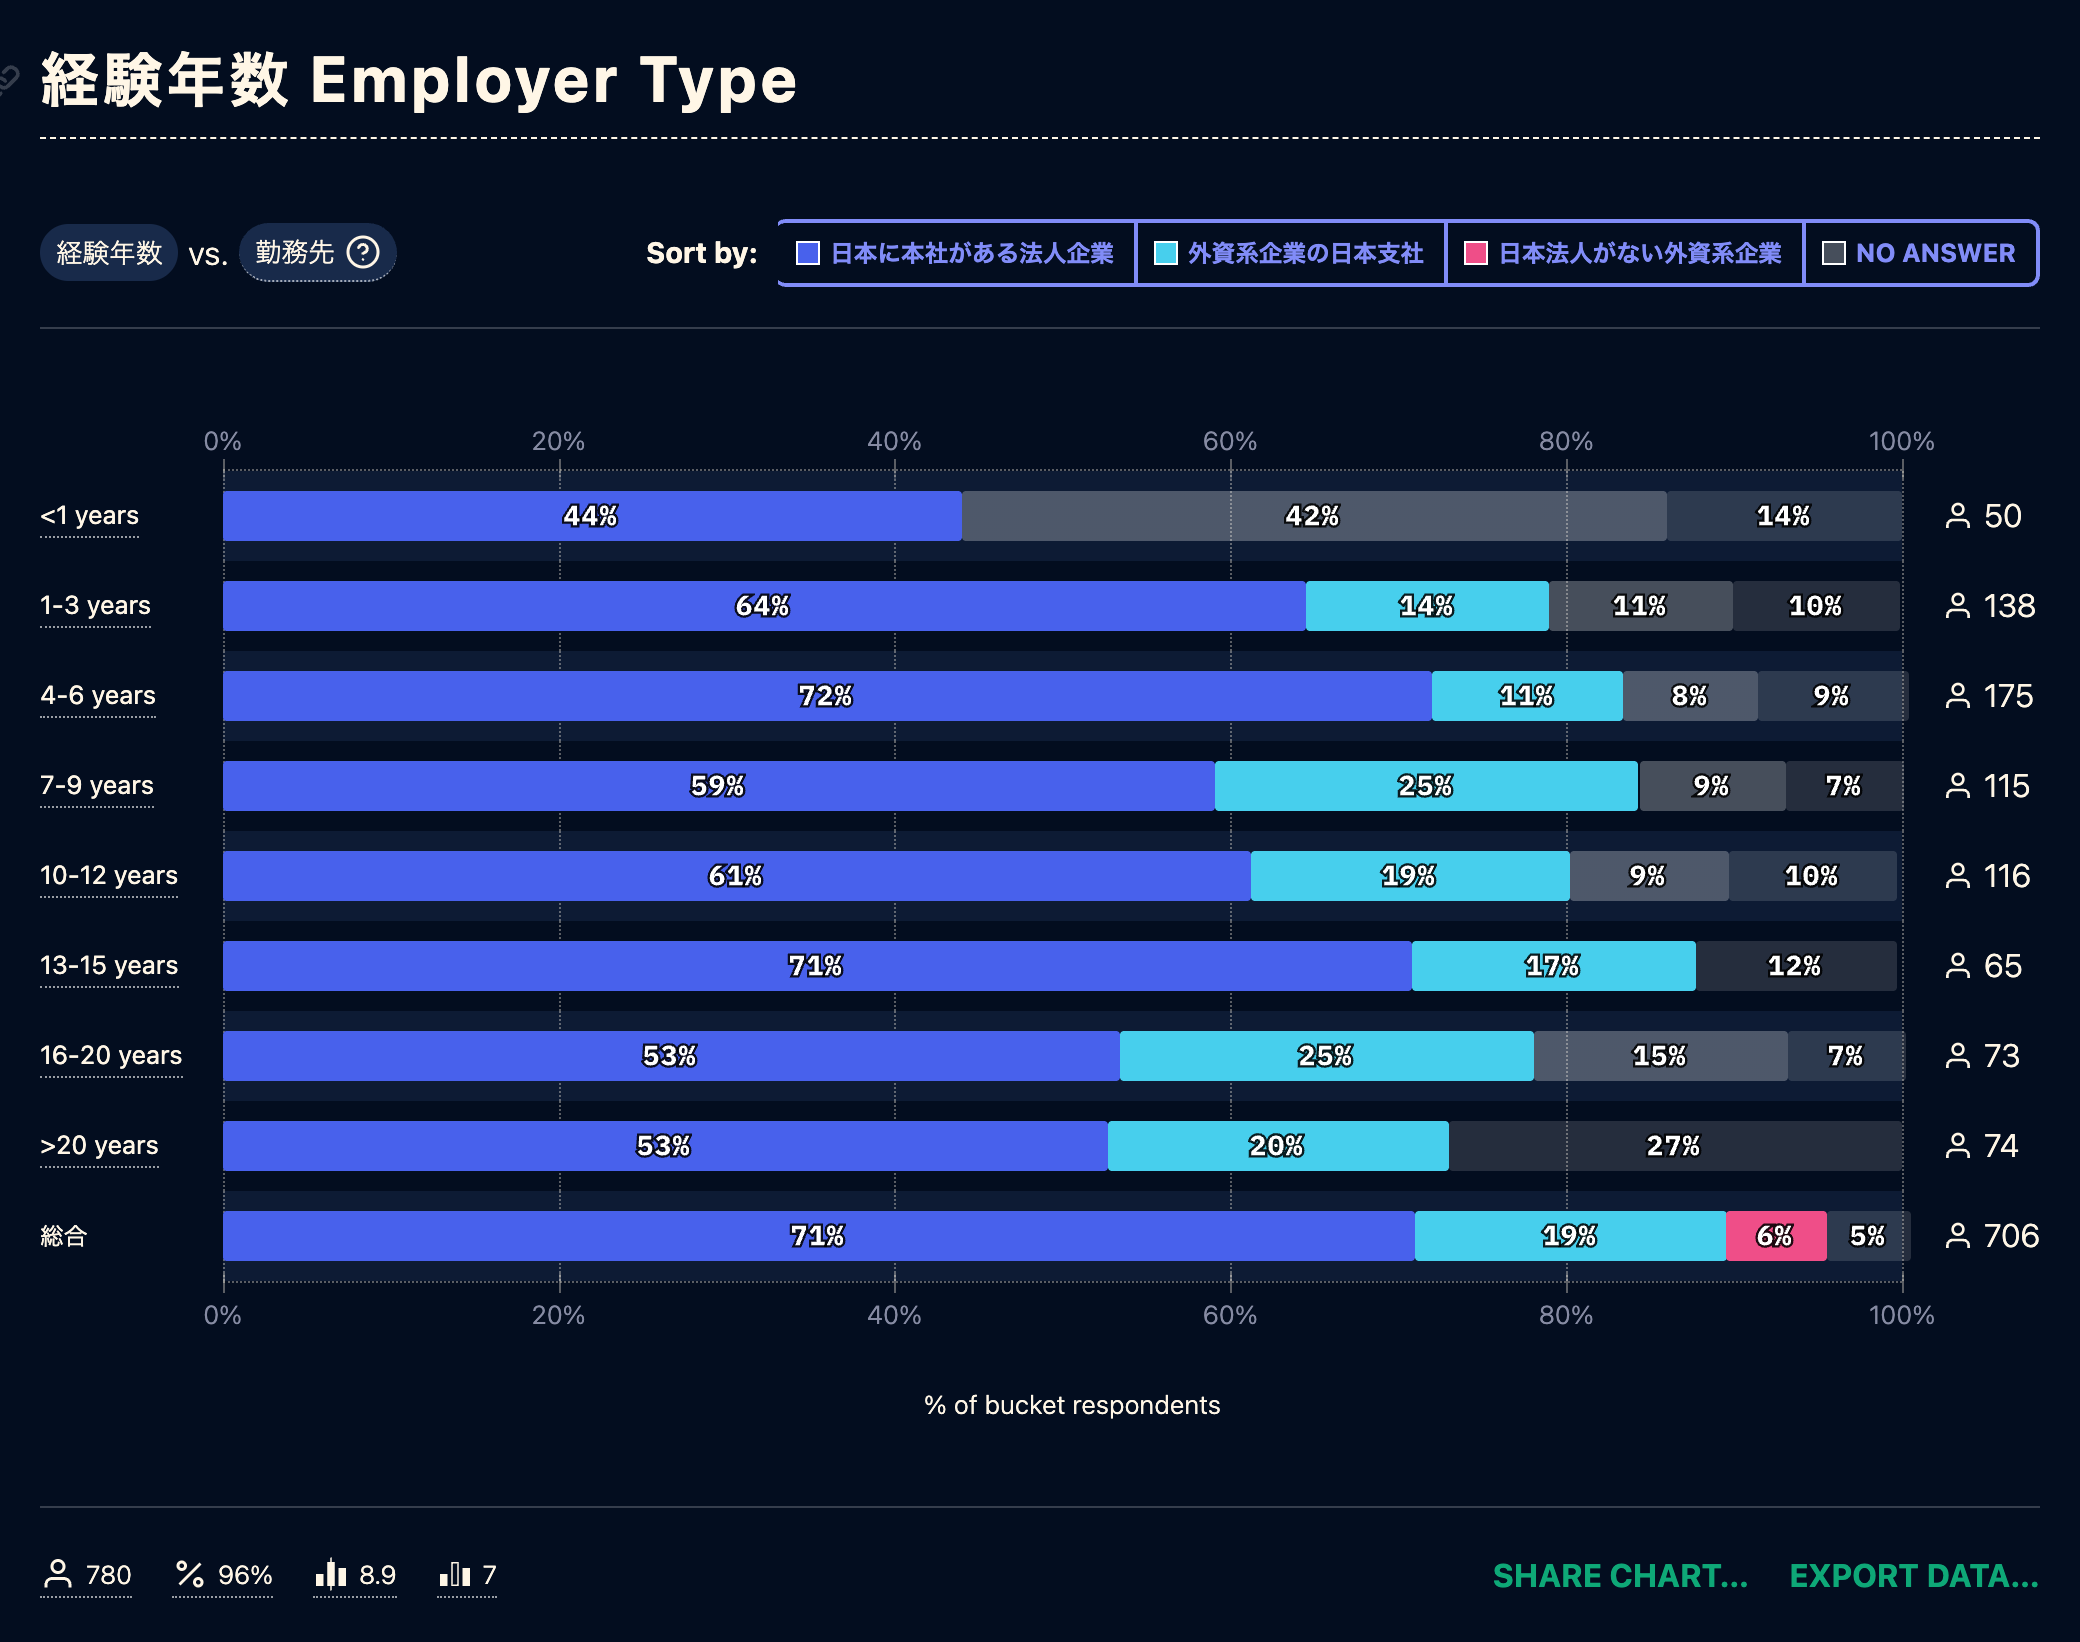 経験年数 Employer Type
経験年数 vs. 勤務先 ?
Sort by: 日本に本社がある法人企業 外資系企業の日本支社 日本法人がない外資系企業 NO ANSWER
0% 20% 40% 60% 80% 100%
<1 years 44% 42% 14% 50
1-3 years 64% 14% 11% 10% 138
4-6 years 72% 11% 8% 9% 175
7-9 years 59% 25% 9% 7% 115
10-12 years 61% 19% 9% 10% 116
13-15 years 71% 17% 12% 65
16-20 years 53% 25% 15% 7% 73
>20 years 53% 20% 27% 74
総合 71% 19% 6% 5% 706
0% 20% 40% 60% 80% 100%
% of bucket respondents
780 96% 8.9 7
SHARE CHART... EXPORT DATA...